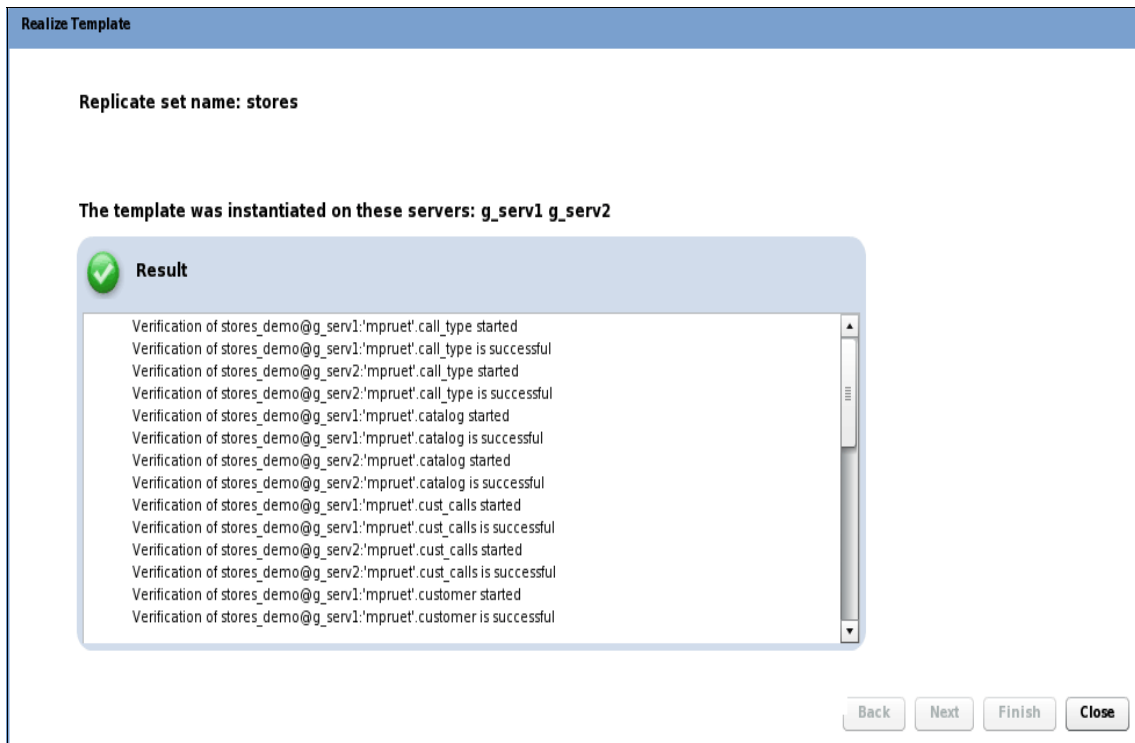 Realize Template
Replicate set name: stores
The template was instantiated on these servers: g_serv1 g_serv2
Result
Verification of stores_demo@g_serv1:'mpruet'.call_type started
Verification of stores_demo@g_serv1:'mpruet'.call_type is successful
Verification of stores_demo@g_serv2:'mpruet'.call_type started
Verification of stores_demo@g_serv2:'mpruet'.call_type is successful
Verification of stores_demo@g_serv1:'mpruet'.catalog started
Verification of stores_demo@g_serv1:'mpruet'.catalog is successful
Verification of stores_demo@g_serv2:'mpruet'.catalog started
Verification of stores_demo@g_serv2:'mpruet'.catalog is successful
Verification of stores_demo@g_serv1:'mpruet'.cust_calls started
Verification of stores_demo@g_serv1:'mpruet'.cust_calls is successful
Verification of stores_demo@g_serv2:'mpruet'.cust_calls started
Verification of stores_demo@g_serv2:'mpruet'.cust_calls is successful
Verification of stores_demo@g_serv1:'mpruet'.customer started
Verification of stores_demo@g_serv1:'mpruet'.customer is successful
Back Next Finish Close